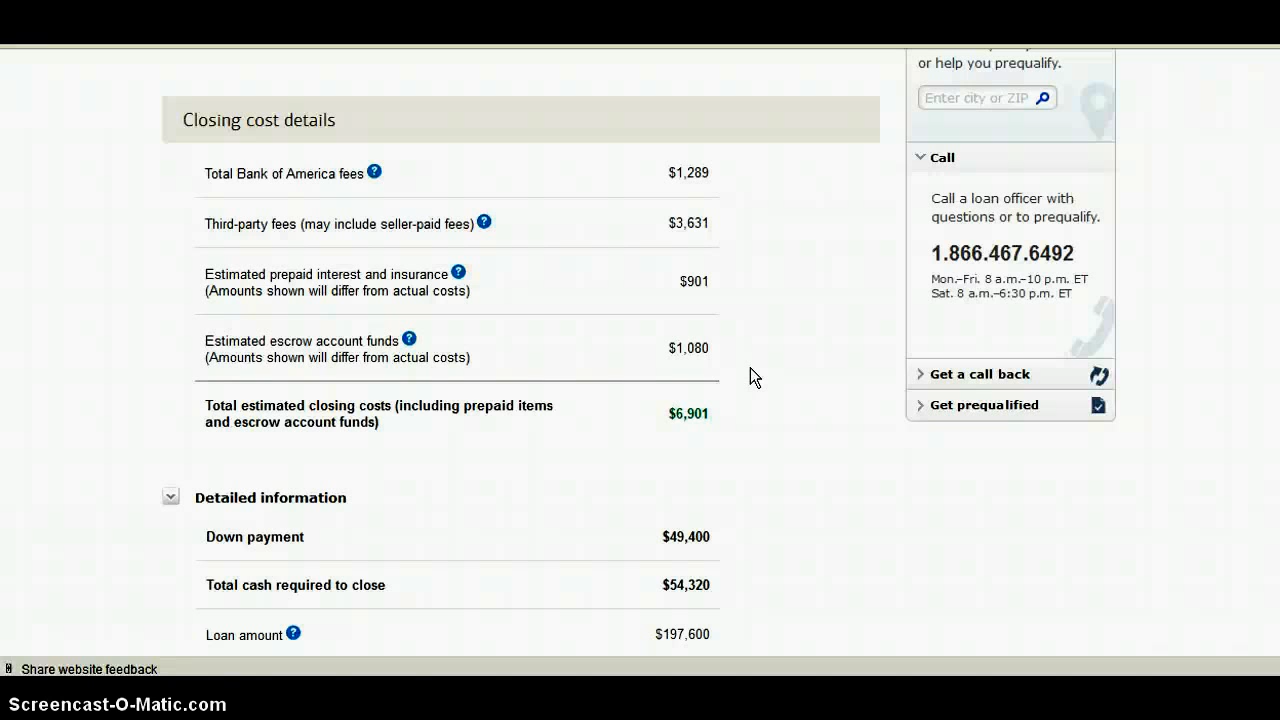 or help you prequalify.
Enter city or ZIP
Closing cost details
Total Bank of America fees ?
$1,289
Third-party fees (may include seller-paid fees) ?
$3,631
Estimated prepaid interest and insurance ?
(Amounts shown will differ from actual costs)
$901
Estimated escrow account funds ?
(Amounts shown will differ from actual costs)
$1,080
Total estimated closing costs (including prepaid items
and escrow account funds)
$6,901
Detailed information
Down payment
$49,400
Total cash required to close
$54,320
Loan amount ?
$197,600
Call
Call a loan officer with
questions or to prequalify.
1.866.467.6492
Mon.–Fri. 8 a.m.–10 p.m. ET
Sat. 8 a.m.–6:30 p.m. ET
Get a call back
Get prequalified
Share website feedback
Screencast-O-Matic.com